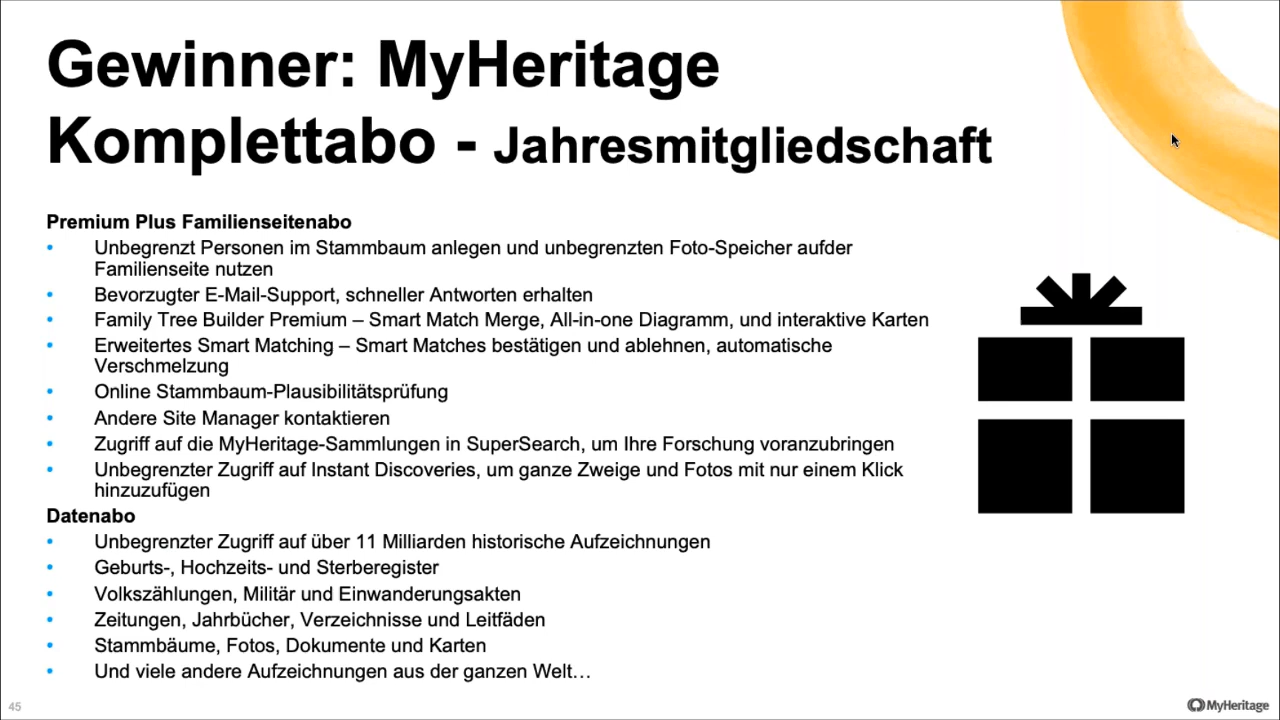 Gewinner: MyHeritage
Komplettabo - Jahresmitgliedschaft
Premium Plus Familienseitenabo
• Unbegrenzt Personen im Stammbaum anlegen und unbegrenzten Foto-Speicher aufder
Familienseite nutzen
• Bevorzugter E-Mail-Support, schneller Antworten erhalten
• Family Tree Builder Premium – Smart Match Merge, All-in-one Diagramm, und interaktive Karten
• Erweitertes Smart Matching – Smart Matches bestätigen und ablehnen, automatische
Verschmelzung
• Online Stammbaum-Plausibilitätsprüfung
• Andere Site Manager kontaktieren
• Zugriff auf die MyHeritage-Sammlungen in SuperSearch, um Ihre Forschung voranzubringen
• Unbegrenzter Zugriff auf Instant Discoveries, um ganze Zweige und Fotos mit nur einem Klick
hinzuzufügen
Datenabo
• Unbegrenzter Zugriff auf über 11 Milliarden historische Aufzeichnungen
• Geburts-, Hochzeits- und Sterberegister
• Volkszählungen, Militär und Einwanderungsakten
• Zeitungen, Jahrbücher, Verzeichnisse und Leitfäden
• Stammbäume, Fotos, Dokumente und Karten
• Und viele andere Aufzeichnungen aus der ganzen Welt…
45
MyHeritage